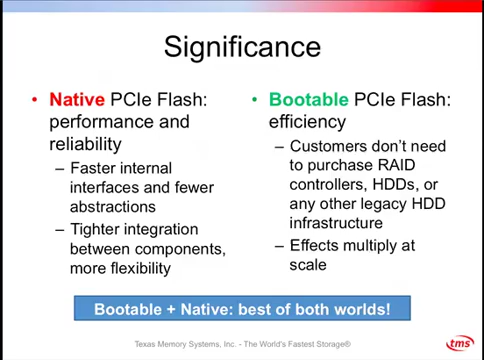 Significance
• Native PCIe Flash:
performance and
reliability
– Faster internal
interfaces and fewer
abstractions
– Tighter integration
between components,
more flexibility
• Bootable PCIe Flash:
efficiency
– Customers don't need
to purchase RAID
controllers, HDDs, or
any other legacy HDD
infrastructure
– Effects multiply at
scale
Bootable + Native: best of both worlds!
Texas Memory Systems, Inc. - The World's Fastest Storage®
tms